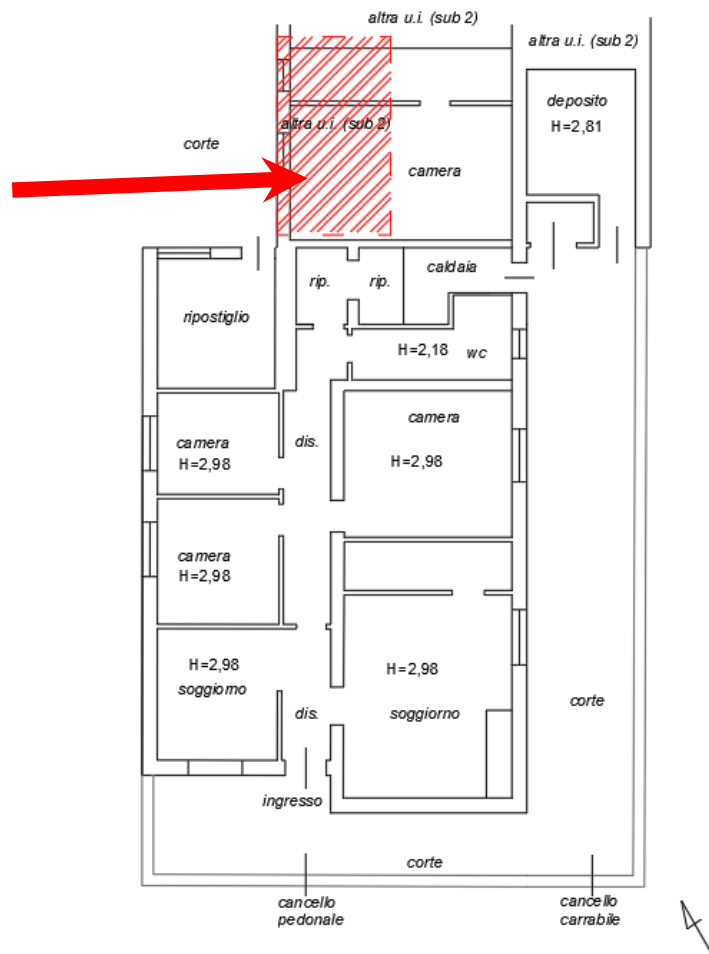 altra u.i. (sub 2)
altra u.i. (sub 2)
deposito
H=2,81
altra u.i. (sub 2)
corte
camera
caldaia
rip.
rip.
ripostiglio
H=2,18
wc
camera
dis.
camera
H=2,98
H=2,98
camera
H=2,98
H=2,98
soggiorno
H=2,98
soggiorno
dis.
corte
ingresso
corte
cancello
pedonale
cancello
carrabile